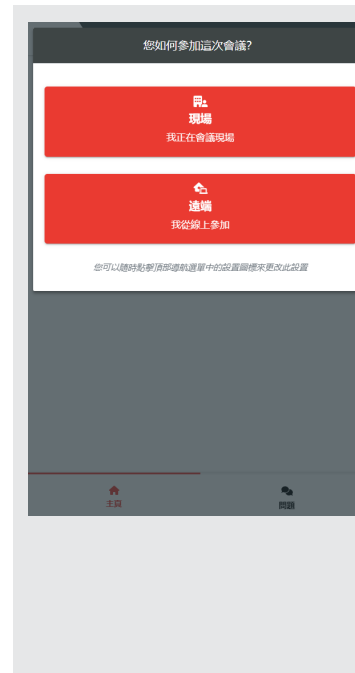 您如何參加這次會議?
現場
我正在會議現場
遠端
我從線上參加
您可以隨時點擊頂部導航選單中的設置圖標來更改此設置
主頁
問題